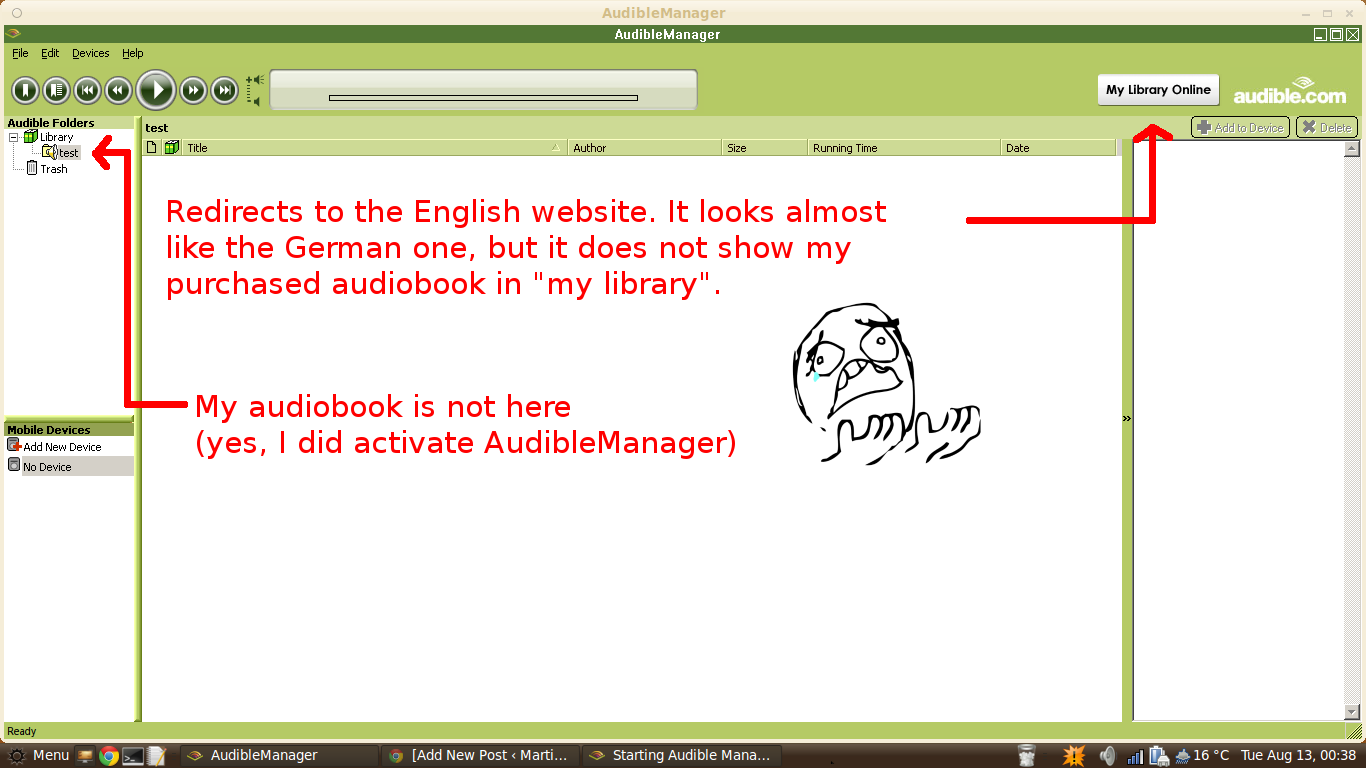 AudibleManager
AudibleManager
File Edit Devices Help
My Library Online
audible.com
Audible Folders
Library
test
Trash
test
Add to Device
Delete
Title
Author
Size
Running Time
Date
Redirects to the English website. It looks almost
like the German one, but it does not show my
purchased audiobook in "my library".
My audiobook is not here
(yes, I did activate AudibleManager)
»
Mobile Devices
Add New Device
No Device
Ready
Menu
AudibleManager
[Add New Post ‹ Marti...
Starting Audible Mana...
16 °C
Tue Aug 13, 00:38